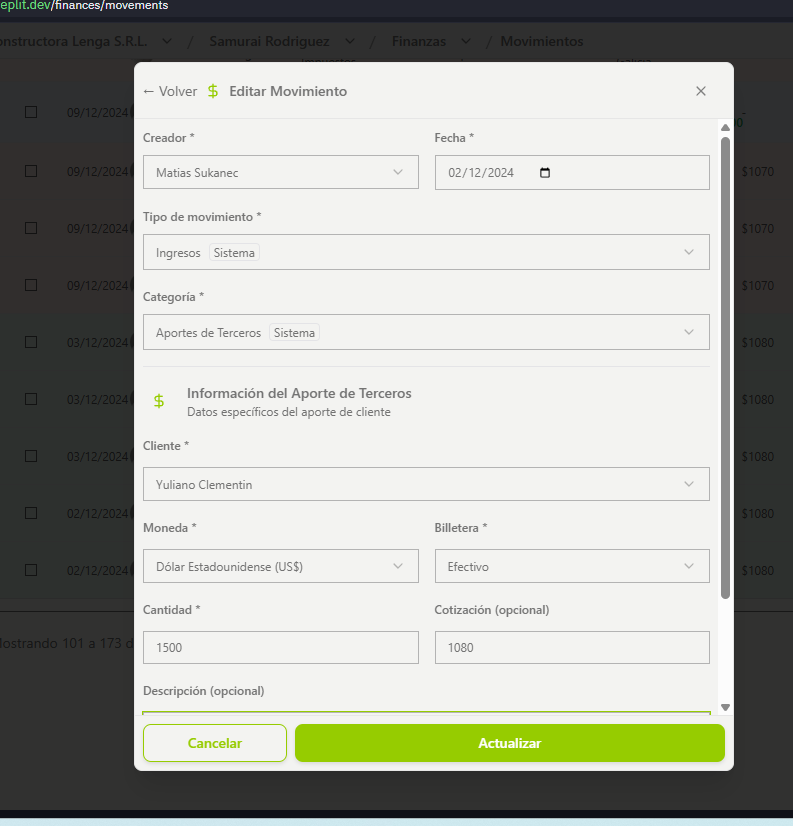 eplit.dev/finances/movements
onstructora Lenga S.R.L. / Samurai Rodriguez / Finanzas / Movimientos
← Volver $ Editar Movimiento
Creador * Fecha *
Matias Sukanec 02/12/2024
Tipo de movimiento *
Ingresos Sistema
Categoría *
Aportes de Terceros Sistema
$ Información del Aporte de Terceros
Datos específicos del aporte de cliente
Cliente *
Yuliano Clementin
Moneda * Billetera *
Dólar Estadounidense (US$) Efectivo
Cantidad * Cotización (opcional)
1500 1080
Descripción (opcional)
Cancelar Actualizar
09/12/2024
09/12/2024 $1070
09/12/2024 $1070
09/12/2024 $1070
03/12/2024 $1080
03/12/2024 $1080
03/12/2024 $1080
02/12/2024 $1080
02/12/2024 $1080
ostrando 101 a 173 d